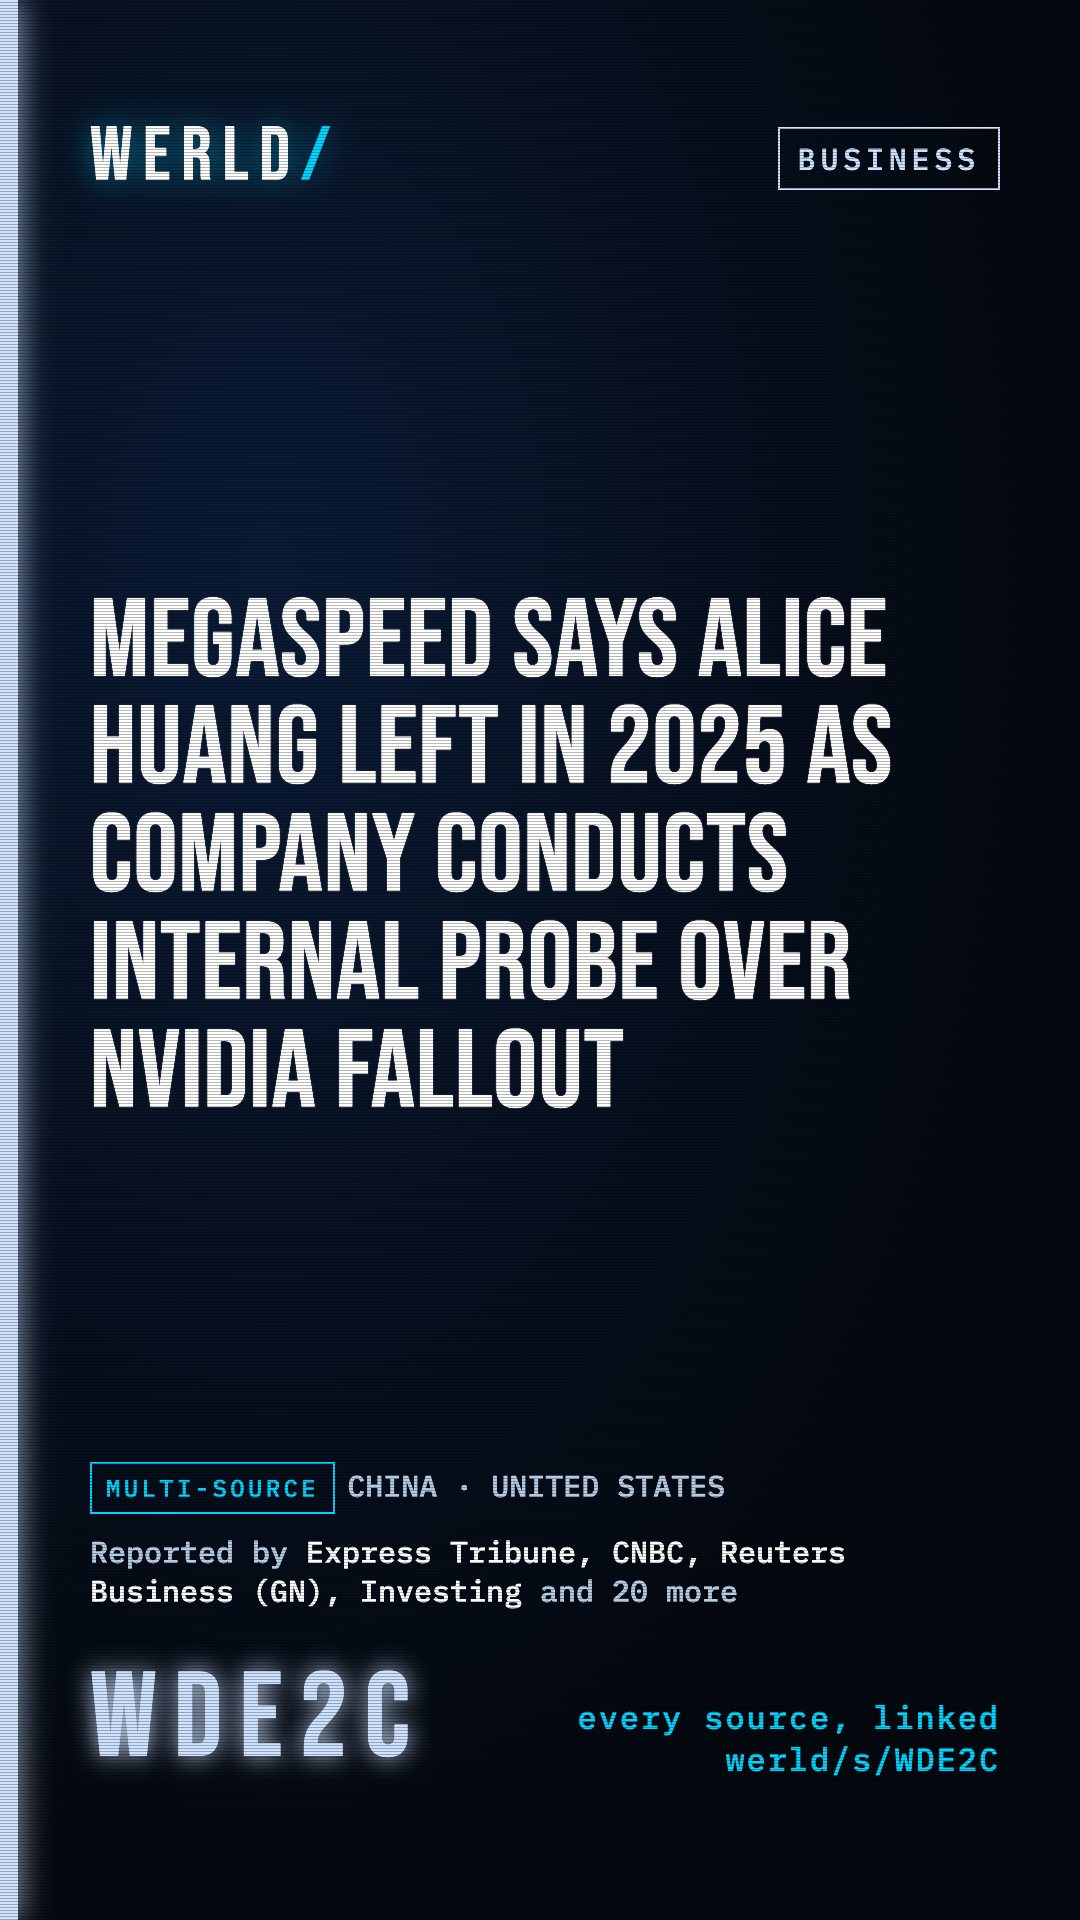 WERLD/
BUSINESS
MEGASPEED SAYS ALICE
HUANG LEFT IN 2025 AS
COMPANY CONDUCTS
INTERNAL PROBE OVER
NVIDIA FALLOUT
MULTI-SOURCE CHINA · UNITED STATES
Reported by Express Tribune, CNBC, Reuters
Business (GN), Investing and 20 more
WDE2C
every source, linked
werld/s/WDE2C